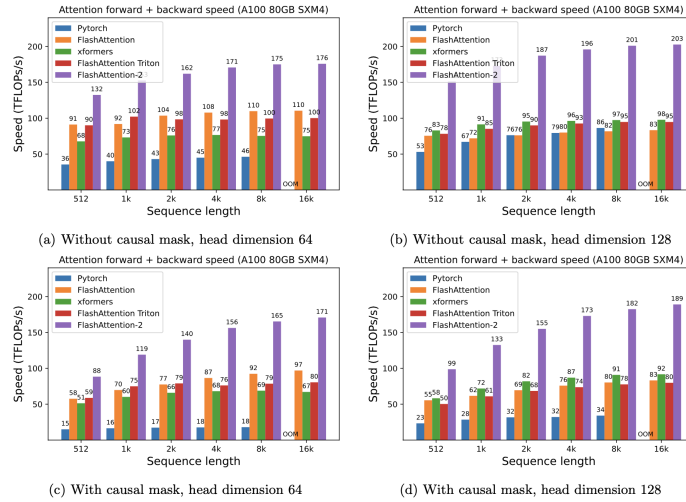 Attention forward + backward speed (A100 80GB SXM4)
Speed (TFLOPs/s)
200
150
100
50
Pytorch
FlashAttention
xformers
FlashAttention Triton
FlashAttention-2
36 91 68 90 132
40 92 73 102
43 104 76 98 162
45 108 77 98 171
46 110 75 100 175
OOM 110 75 100 176
512 1k 2k 4k 8k 16k
Sequence length
(a) Without causal mask, head dimension 64
Attention forward + backward speed (A100 80GB SXM4)
Speed (TFLOPs/s)
200
150
100
50
Pytorch
FlashAttention
xformers
FlashAttention Triton
FlashAttention-2
53 76 83 78
67 72 91 85
76 76 95 90 187
79 80 96 93 196
86 82 97 95 201
OOM 83 98 95 203
512 1k 2k 4k 8k 16k
Sequence length
(b) Without causal mask, head dimension 128
Attention forward + backward speed (A100 80GB SXM4)
Speed (TFLOPs/s)
200
150
100
50
Pytorch
FlashAttention
xformers
FlashAttention Triton
FlashAttention-2
15 58 51 59 88
16 70 60 75 119
17 77 66 79 140
18 87 68 76 156
18 92 69 79 165
OOM 97 67 80 171
512 1k 2k 4k 8k 16k
Sequence length
(c) With causal mask, head dimension 64
Attention forward + backward speed (A100 80GB SXM4)
Speed (TFLOPs/s)
200
150
100
50
Pytorch
FlashAttention
xformers
FlashAttention Triton
FlashAttention-2
23 55 58 50 99
28 62 72 61 133
32 69 82 68 155
32 76 87 74 173
34 80 91 78 182
OOM 83 92 80 189
512 1k 2k 4k 8k 16k
Sequence length
(d) With causal mask, head dimension 128